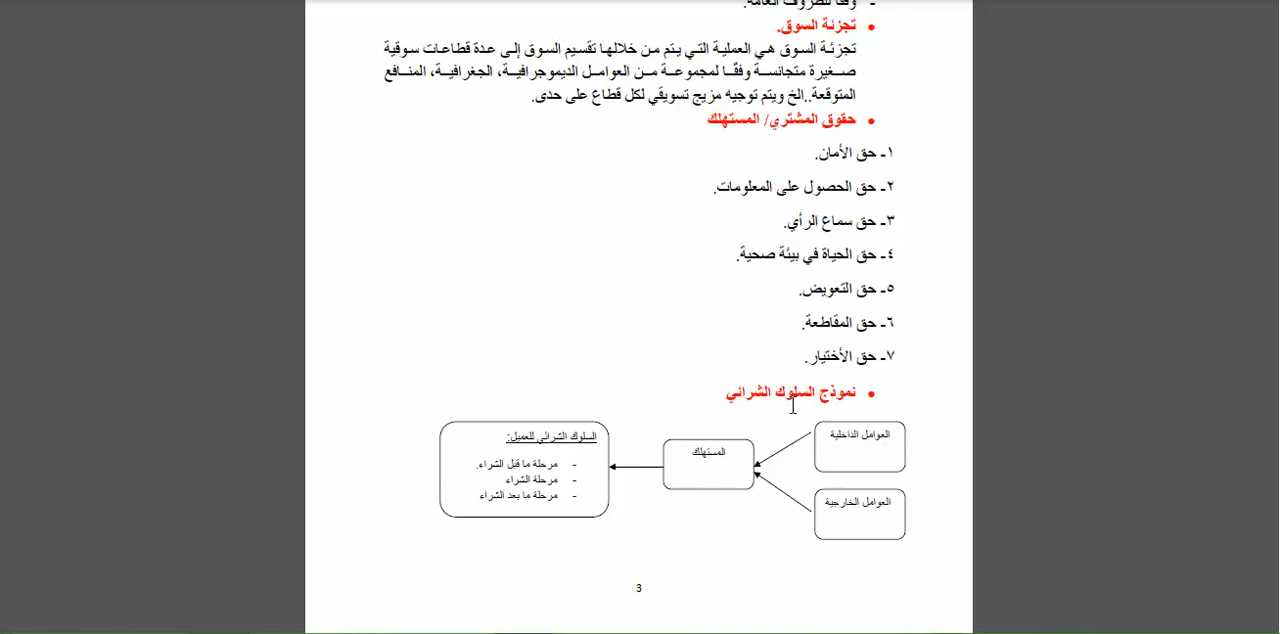 - وفقًا للظروف العامة.
• تجزئة السوق.
تجزئة السوق هي العملية التي يتم من خلالها تقسيم السوق إلى عدة قطاعات سوقية
صغيرة متجانسة وفقًا لمجموعة من العوامل الديموجرافية، الجغرافية، المنافع
المتوقعة..الخ ويتم توجيه مزيج تسويقي لكل قطاع على حدى.
• حقوق المشتري/ المستهلك
١- حق الأمان.
٢- حق الحصول على المعلومات.
٣- حق سماع الرأي.
٤- حق الحياة في بيئة صحية.
٥- حق التعويض.
٦- حق المقاطعة.
٧- حق الأختيار.
• نموذج السلوك الشرائي
العوامل الداخلية
العوامل الخارجية
المستهلك
السلوك الشرائي للعميل:
- مرحلة ما قبل الشراء.
- مرحلة الشراء
- مرحلة ما بعد الشراء
3